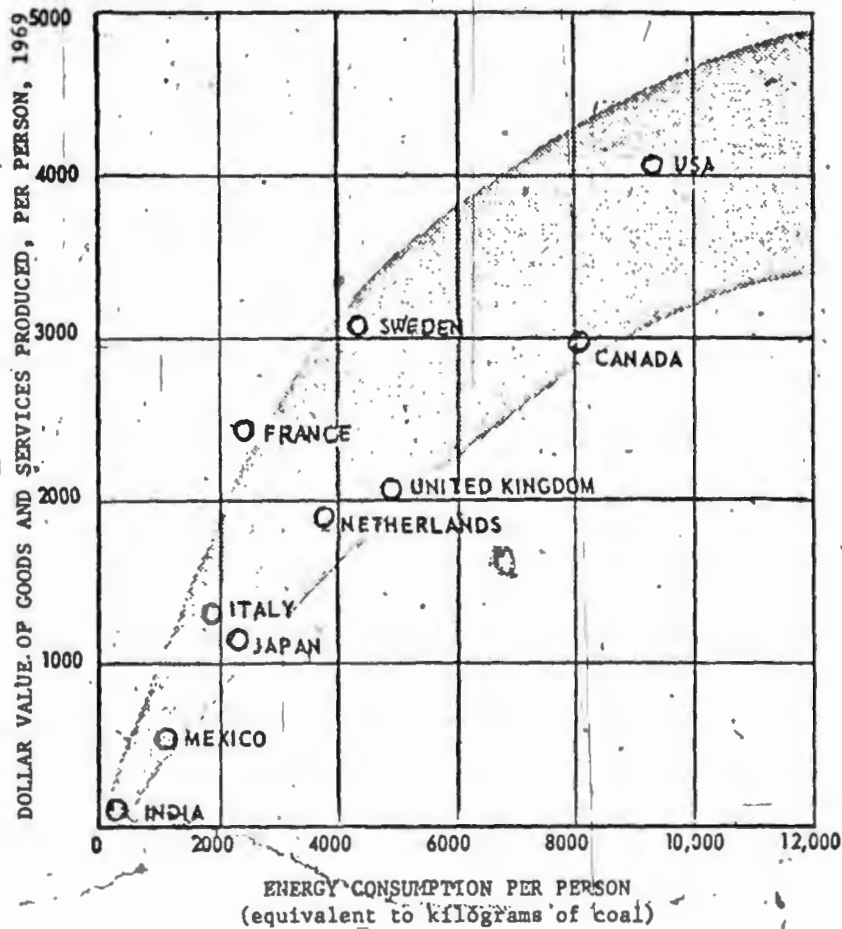 DOLLAR VALUE OF GOODS AND SERVICES PRODUCED, PER PERSON, 1969
5000
4000
3000
2000
1000
USA
SWEDEN
CANADA
FRANCE
UNITED KINGDOM
NETHERLANDS
ITALY
JAPAN
MEXICO
INDIA
0 2000 4000 6000 8000 10,000 12,000
ENERGY CONSUMPTION PER PERSON
(equivalent to kilograms of coal)